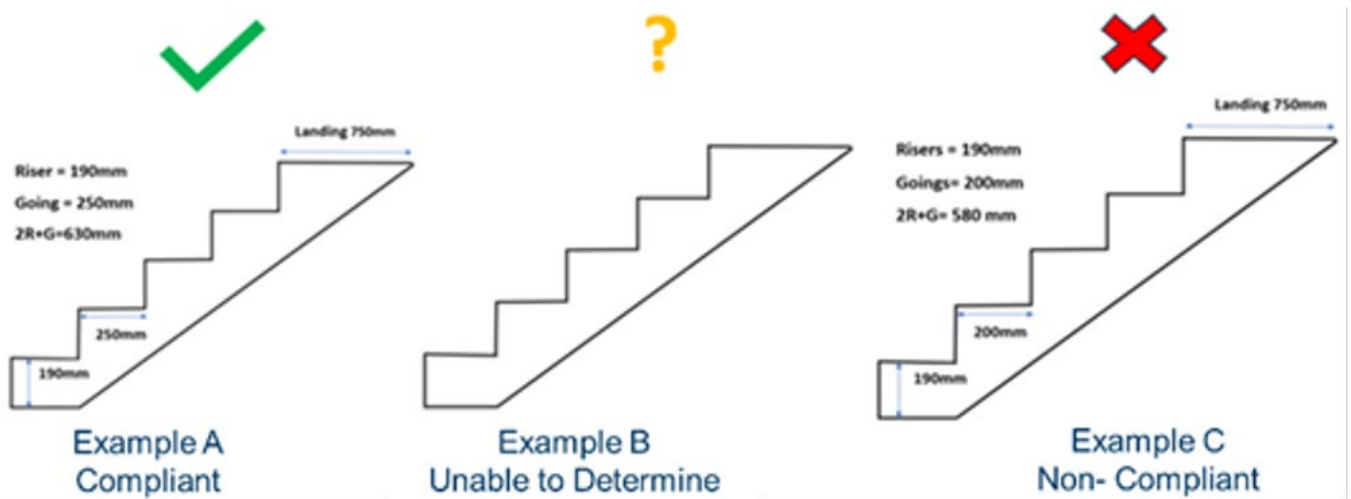 ?
Landing 750mm
Riser = 190mm
Going = 250mm
2R+G=630mm
250mm
190mm
Example A
Compliant
Example B
Unable to Determine
Landing 750mm
Risers = 190mm
Goings= 200mm
2R+G= 580 mm
200mm
190mm
Example C
Non- Compliant